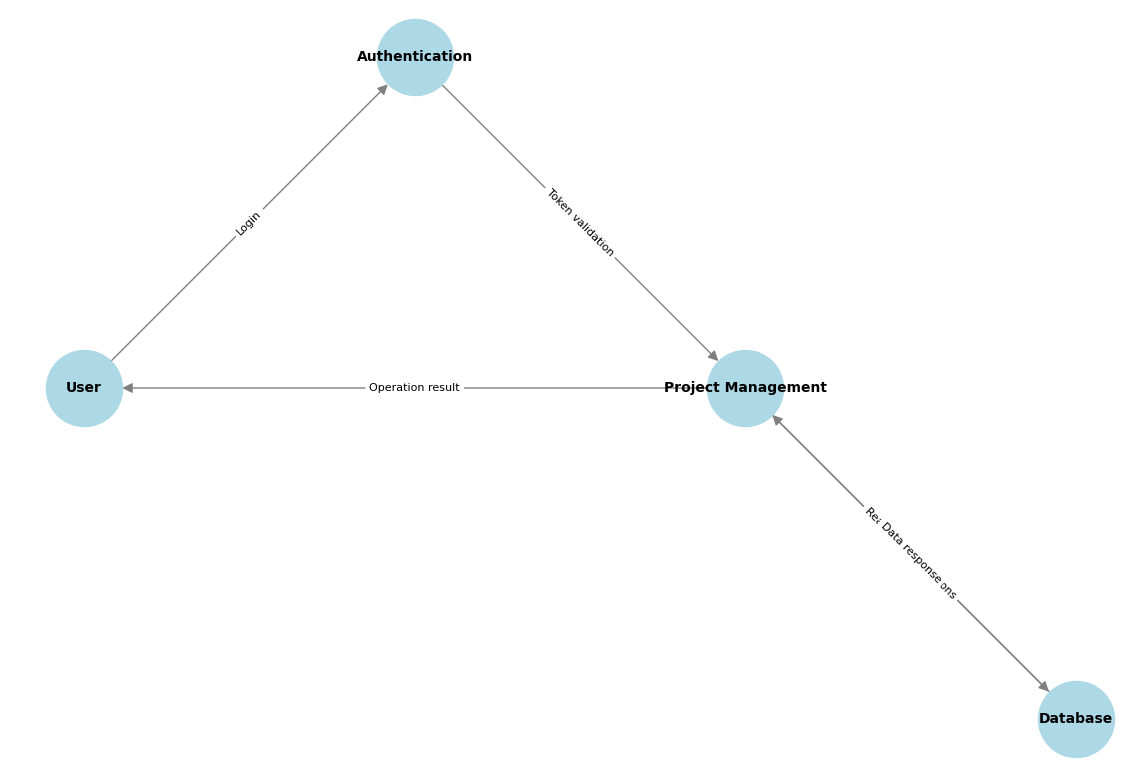 Authentication
Login
Token validation
User
Operation result
Project Management
Data response
Database